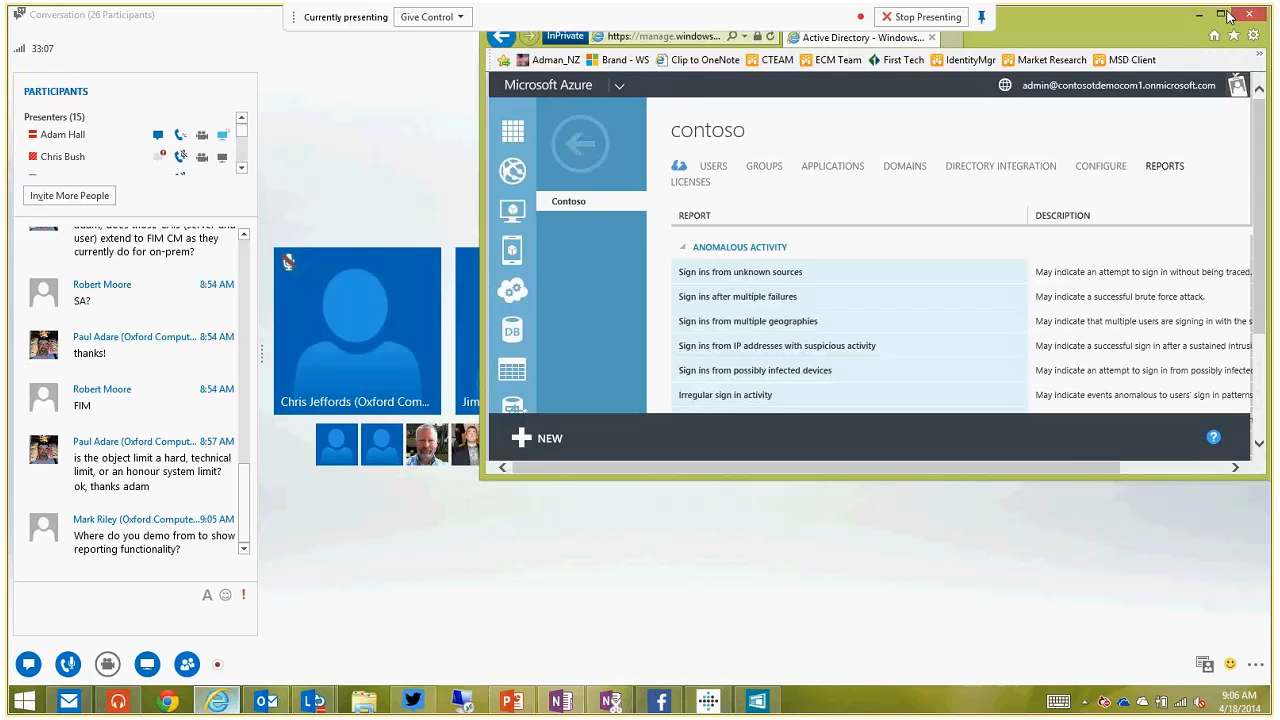 Conversation (26 Participants)
33:07
PARTICIPANTS
Presenters (15)
Adam Hall
Chris Bush
Invite More People
user) extend to FIM CM as they
currently do for on-prem?
Robert Moore 8:54 AM
SA?
Paul Adare (Oxford Comput... 8:54 AM
thanks!
Robert Moore 8:54 AM
FIM
Paul Adare (Oxford Comput... 8:57 AM
is the object limit a hard, technical
limit, or an honour system limit?
ok, thanks adam
Mark Riley (Oxford Compute... 9:05 AM
Where do you demo from to show
reporting functionality?
A
Currently presenting
Give Control
Stop Presenting
Chris Jeffords (Oxford Com...
Jim
InPrivate
https://manage.windows...
Active Directory - Windows...
Adman_NZ
Brand - WS
Clip to OneNote
CTEAM
ECM Team
First Tech
IdentityMgr
Market Research
MSD Client
Microsoft Azure
admin@contosotdemocom1.onmicrosoft.com
Contoso
contoso
USERS GROUPS APPLICATIONS DOMAINS DIRECTORY INTEGRATION CONFIGURE REPORTS
LICENSES
REPORT DESCRIPTION
ANOMALOUS ACTIVITY
Sign ins from unknown sources May indicate an attempt to sign in without being traced.
Sign ins after multiple failures May indicate a successful brute force attack.
Sign ins from multiple geographies May indicate that multiple users are signing in with the s
Sign ins from IP addresses with suspicious activity May indicate a successful sign in after a sustained intrus
Sign ins from possibly infected devices May indicate an attempt to sign in from possibly infected
Irregular sign in activity May indicate events anomalous to users' sign in patterns
DB
NEW
?
9:06 AM
4/18/2014